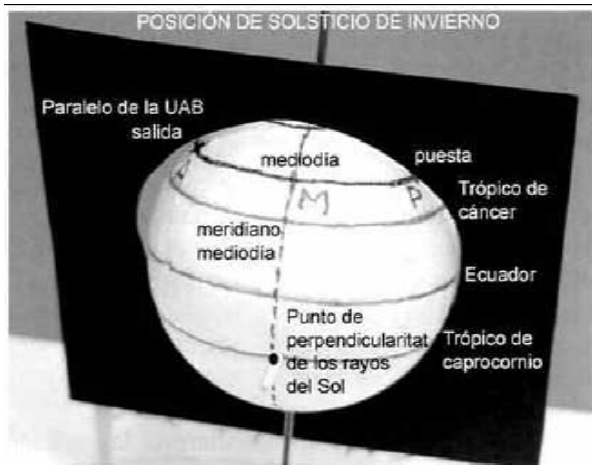 POSICIÓN DE SOLSTICIO DE INVIERNO
Paralelo de la UAB
salida
mediodía
puesta
A
M
P
Trópico de
cáncer
meridiano
mediodía
Ecuador
Punto de
perpendicularitat
de los rayos
del Sol
Trópico de
caprocornio